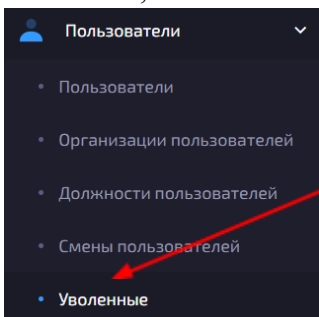 Пользователи
Пользователи
Организации пользователей
Должности пользователей
Смены пользователей
Уволенные